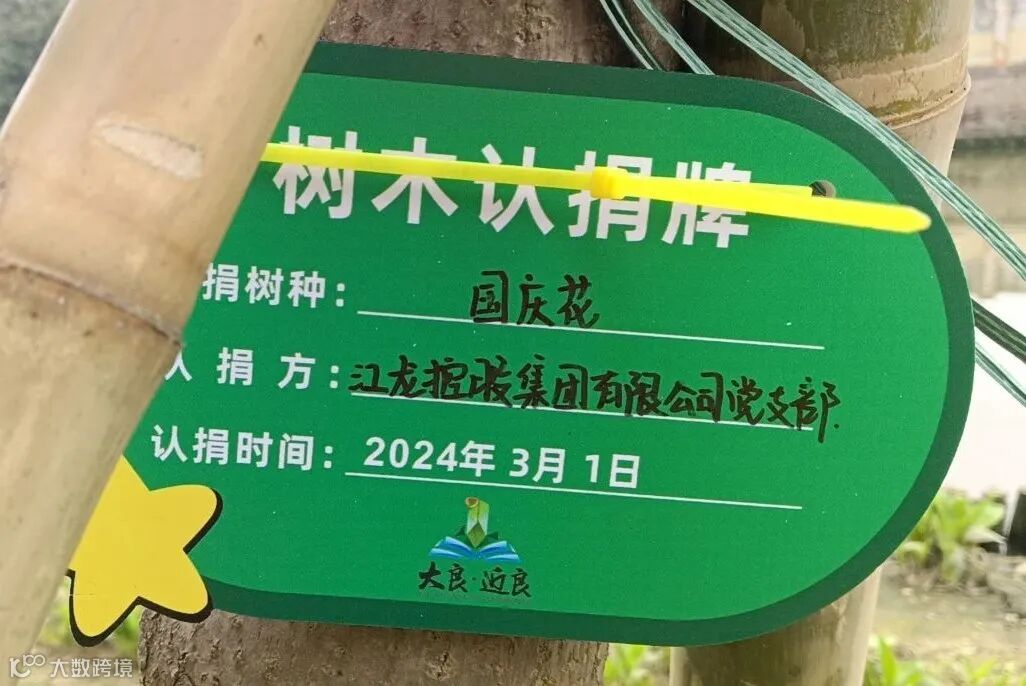 树木认捐牌
捐树种：国庆花
人捐方：江龙控股集团有限公司党支部
认捐时间：2024年3月1日
大良·近良
大数跨境